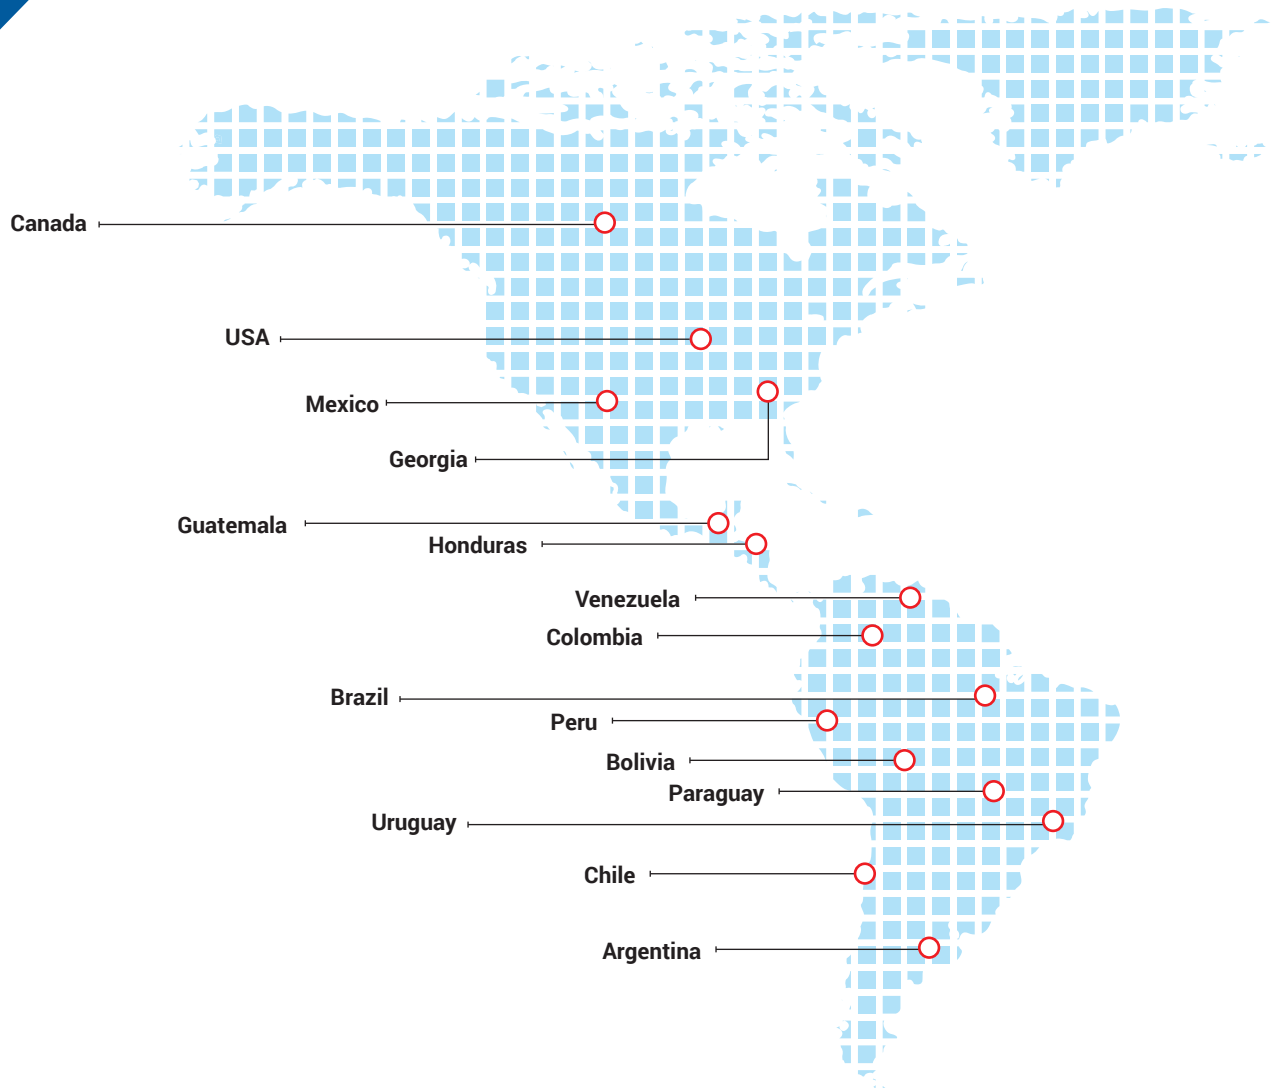 Canada
USA
Mexico
Georgia
Guatemala
Honduras
Venezuela
Colombia
Brazil
Peru
Bolivia
Paraguay
Uruguay
Chile
Argentina